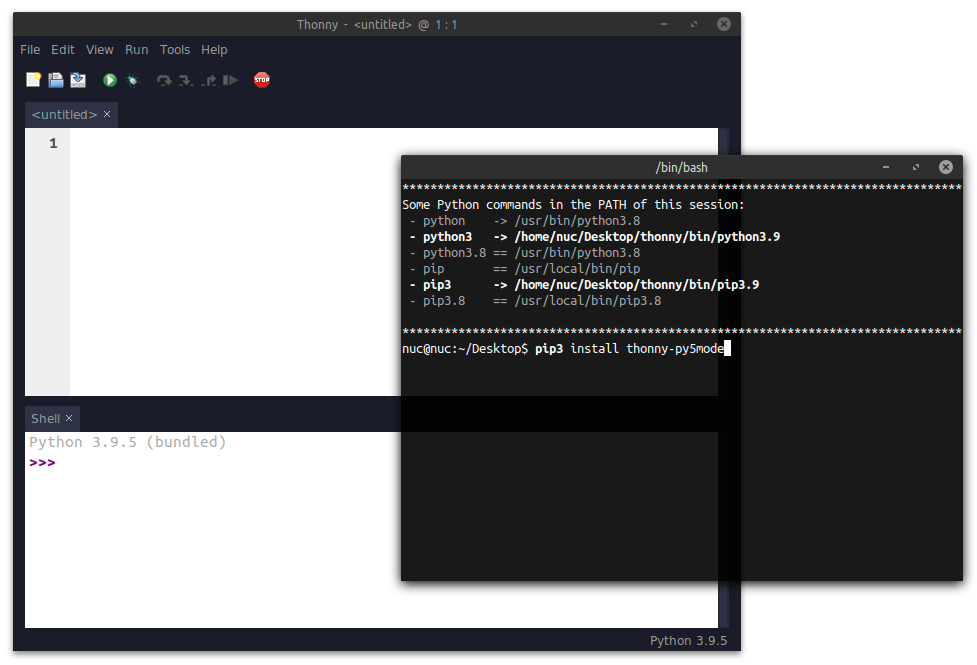 Thonny - <untitled> @ 1 : 1
File Edit View Run Tools Help
STOP
<untitled> ×
1
Shell ×
Python 3.9.5 (bundled)
>>>
Python 3.9.5
/bin/bash
********************************************************************************
Some Python commands in the PATH of this session:
- python -> /usr/bin/python3.8
- python3 -> /home/nuc/Desktop/thonny/bin/python3.9
- python3.8 == /usr/bin/python3.8
- pip == /usr/local/bin/pip
- pip3 -> /home/nuc/Desktop/thonny/bin/pip3.9
- pip3.8 == /usr/local/bin/pip3.8
********************************************************************************
nuc@nuc:~/Desktop$ pip3 install thonny-py5mode